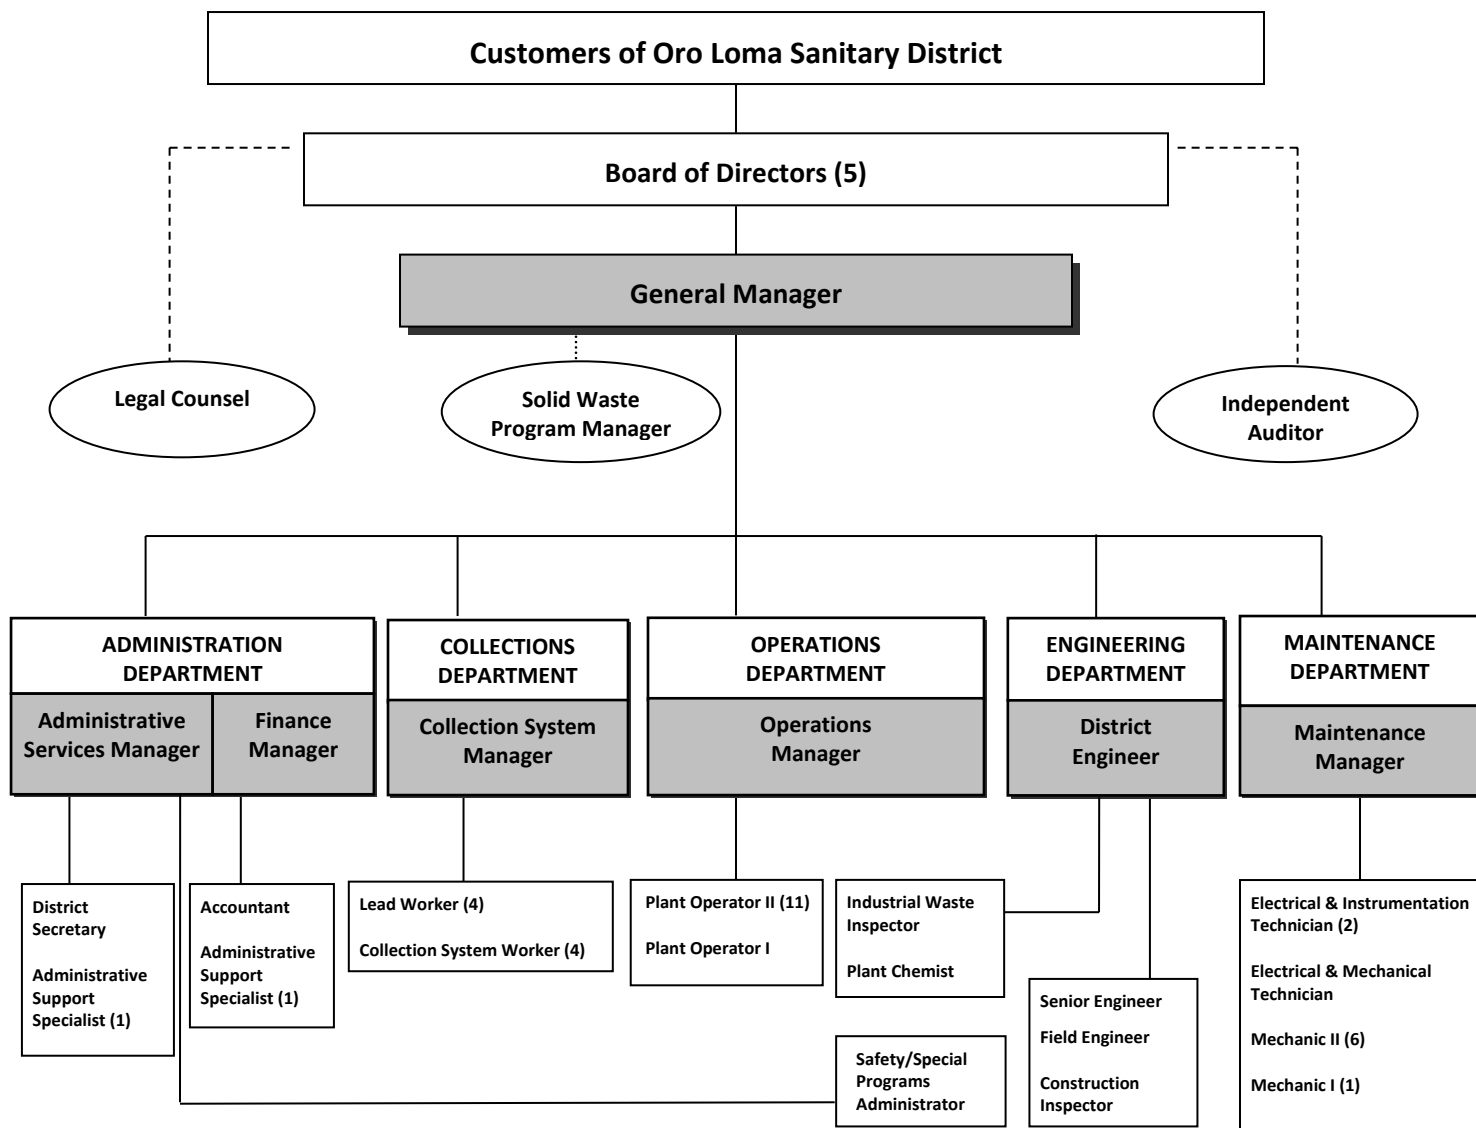 Customers of Oro Loma Sanitary District
Board of Directors (5)
General Manager
Legal Counsel
Solid Waste
Program Manager
Independent
Auditor
ADMINISTRATION
DEPARTMENT
Administrative
Services Manager
Finance
Manager
COLLECTIONS
DEPARTMENT
Collection System
Manager
OPERATIONS
DEPARTMENT
Operations
Manager
ENGINEERING
DEPARTMENT
District
Engineer
MAINTENANCE
DEPARTMENT
Maintenance
Manager
District
Secretary
Administrative
Support
Specialist (1)
Accountant
Administrative
Support
Specialist (1)
Lead Worker (4)
Collection System Worker (4)
Plant Operator II (11)
Plant Operator I
Industrial Waste
Inspector
Plant Chemist
Safety/Special
Programs
Administrator
Senior Engineer
Field Engineer
Construction
Inspector
Electrical & Instrumentation
Technician (2)
Electrical & Mechanical
Technician
Mechanic II (6)
Mechanic I (1)